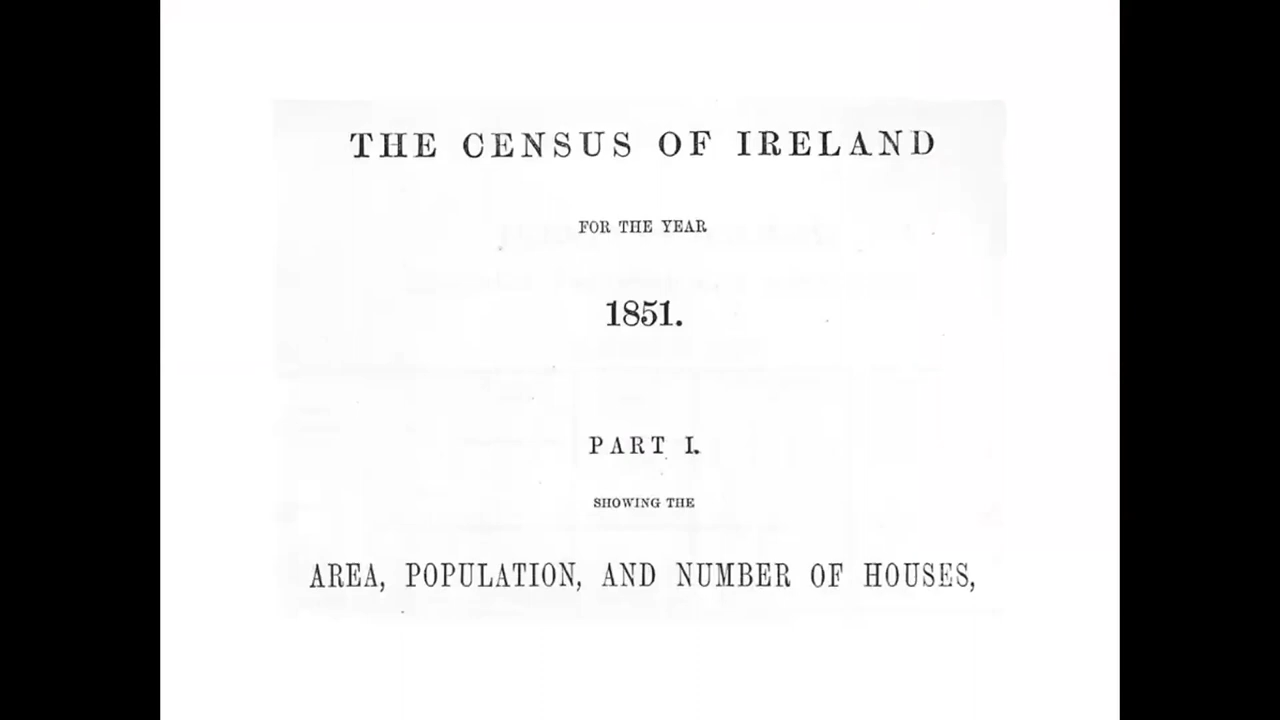 THE CENSUS OF IRELAND
FOR THE YEAR
1851.
PART I.
SHOWING THE
AREA, POPULATION, AND NUMBER OF HOUSES,